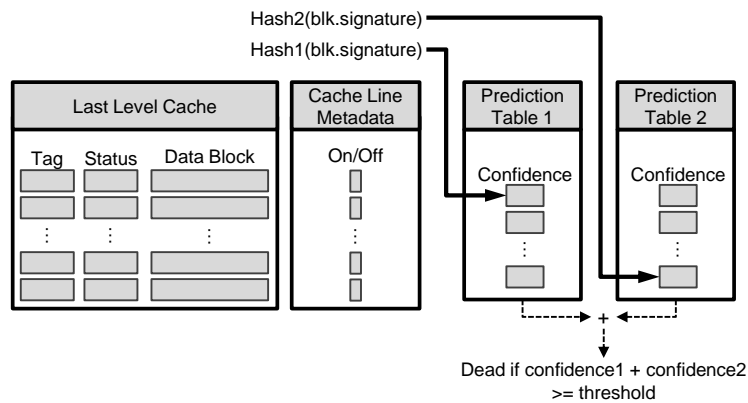 Hash2(blk.signature)
Hash1(blk.signature)
Last Level Cache
Cache Line
Metadata
Prediction
Table 1
Prediction
Table 2
Tag Status Data Block
On/Off
Confidence
Confidence
+
Dead if confidence1 + confidence2
>= threshold